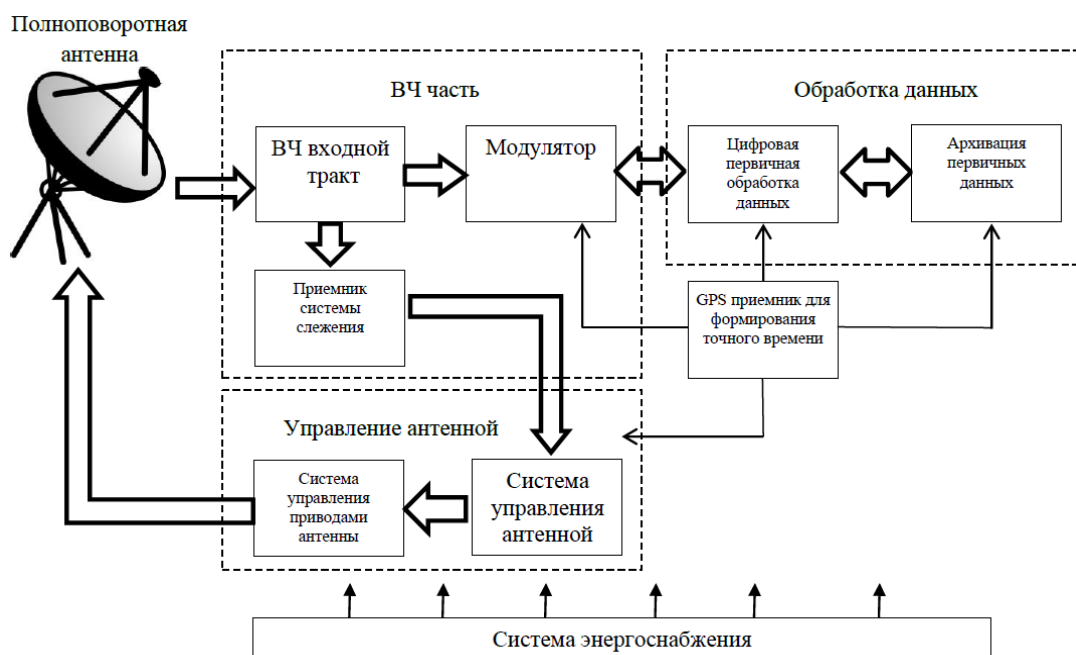 Полноповоротная
антенна
ВЧ часть
Обработка данных
ВЧ входной
тракт
Модулятор
Цифровая
первичная
обработка
данных
Архивация
первичных
данных
Приемник
системы
слежения
GPS приемник для
формирования
точного времени
Управление антенной
Система
управления
приводами
антенны
Система
управления
антенной
Система энергоснабжения